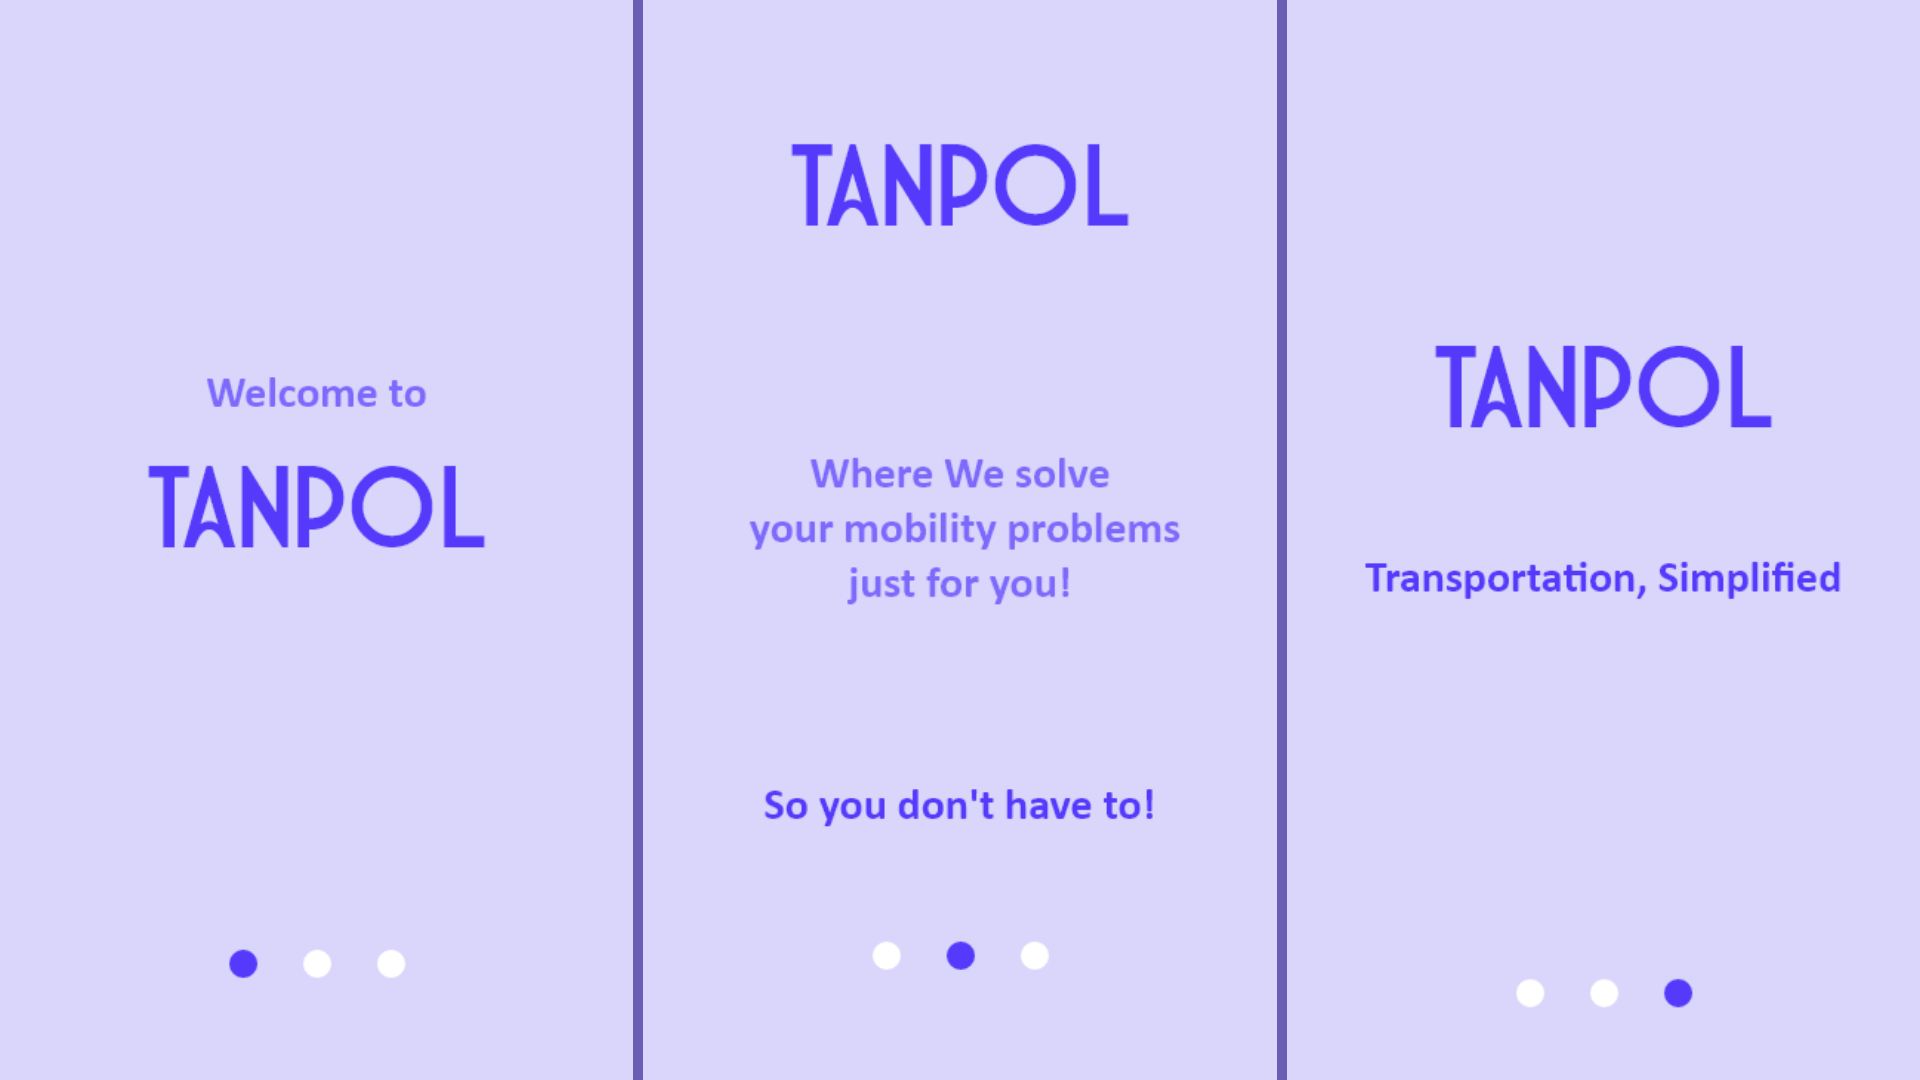 Welcome to
TANPOL
TANPOL
Where We solve
your mobility problems
just for you!
So you don't have to!
TANPOL
Transportation, Simplified